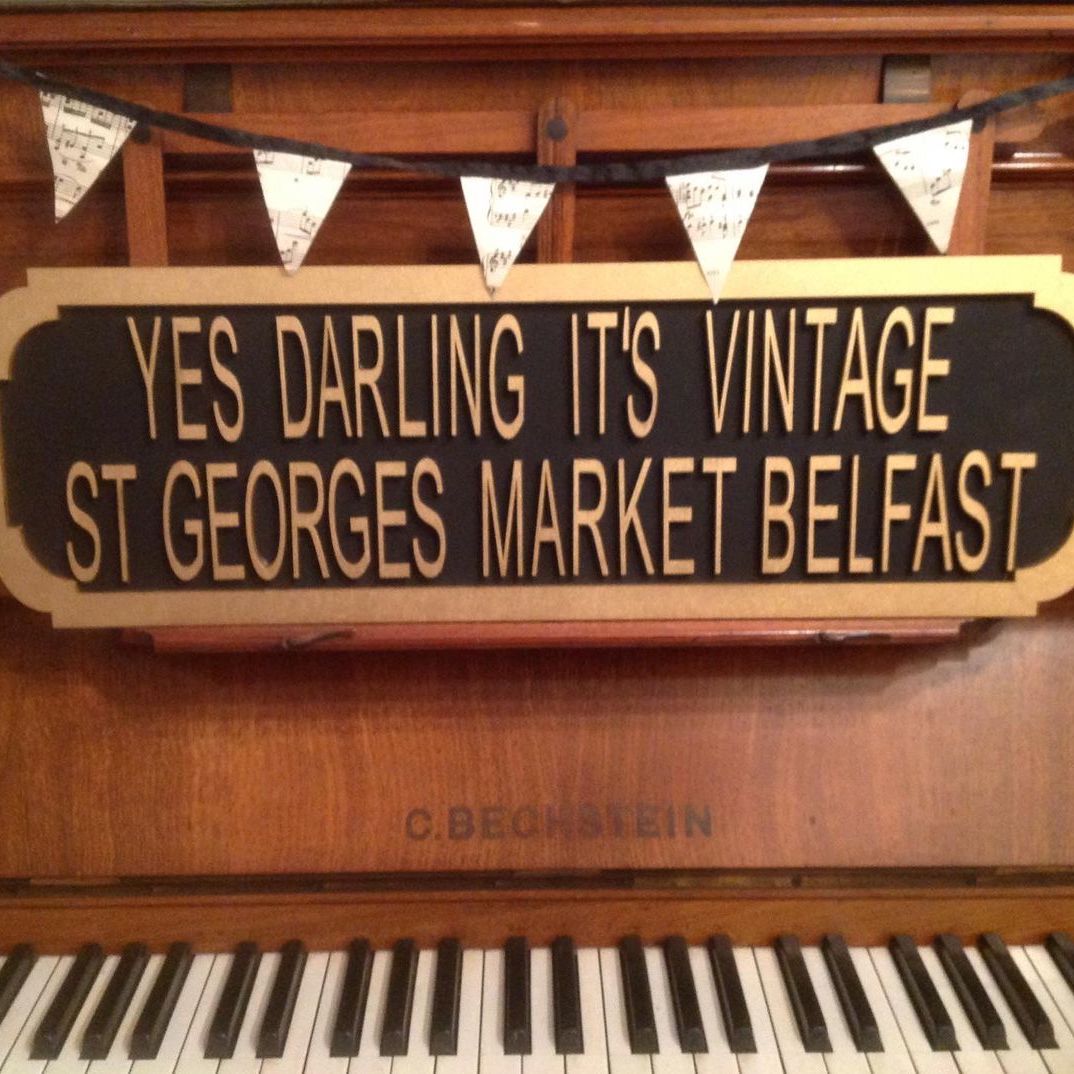 YES DARLING IT'S VINTAGE
ST GEORGES MARKET BELFAST
C.BECHSTEIN